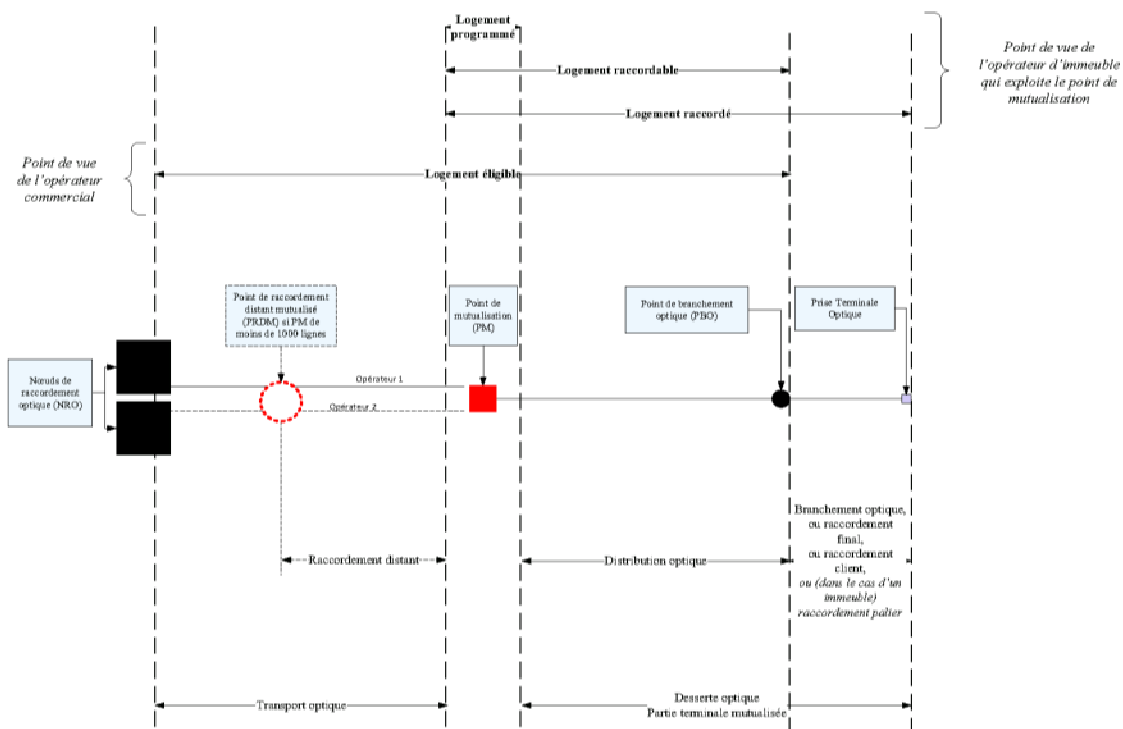 Logement
programmé
Point de vue de
l'opérateur d'immeuble
qui exploite le point de
mutualisation
Logement raccordable
Logement raccordé
Point de vue
de l'opérateur
commercial
Logement éligible
Point de raccordement
distant mutualisé
(PRDM) si PM de
moins de 1000 lignes
Point de
mutualisation
(PM)
Point de branchement
optique (PBO)
Prise Terminale
Optique
Nœuds de
raccordement
optique (NRO)
Opérateur 1
Opérateur 2
Raccordement distant
Distribution optique
Branchement optique,
ou raccordement
final,
ou raccordement
client,
ou (dans le cas d'un
immeuble)
raccordement palier
Transport optique
Desserte optique
Partie terminale mutualisée